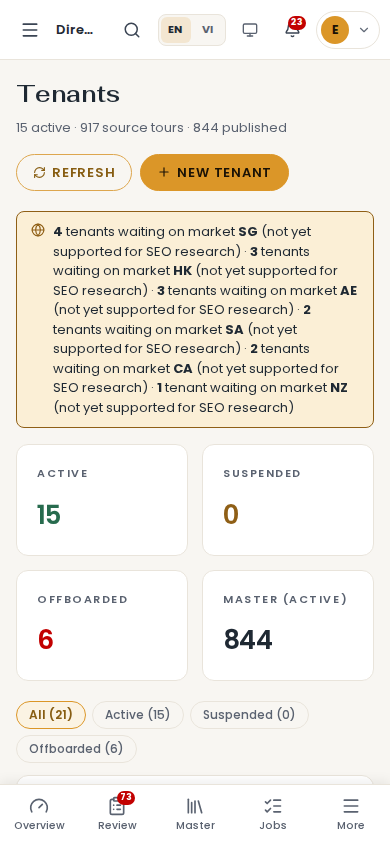 Dire...
EN VI
23
E
Tenants
15 active · 917 source tours · 844 published
REFRESH
NEW TENANT
4 tenants waiting on market SG (not yet
supported for SEO research) · 3 tenants
waiting on market HK (not yet supported for
SEO research) · 3 tenants waiting on market AE
(not yet supported for SEO research) · 2
tenants waiting on market SA (not yet
supported for SEO research) · 2 tenants
waiting on market CA (not yet supported for
SEO research) · 1 tenant waiting on market NZ
(not yet supported for SEO research)
ACTIVE
15
SUSPENDED
0
OFFBOARDED
6
MASTER (ACTIVE)
844
All (21) Active (15) Suspended (0)
Offboarded (6)
73
Overview Review Master Jobs More